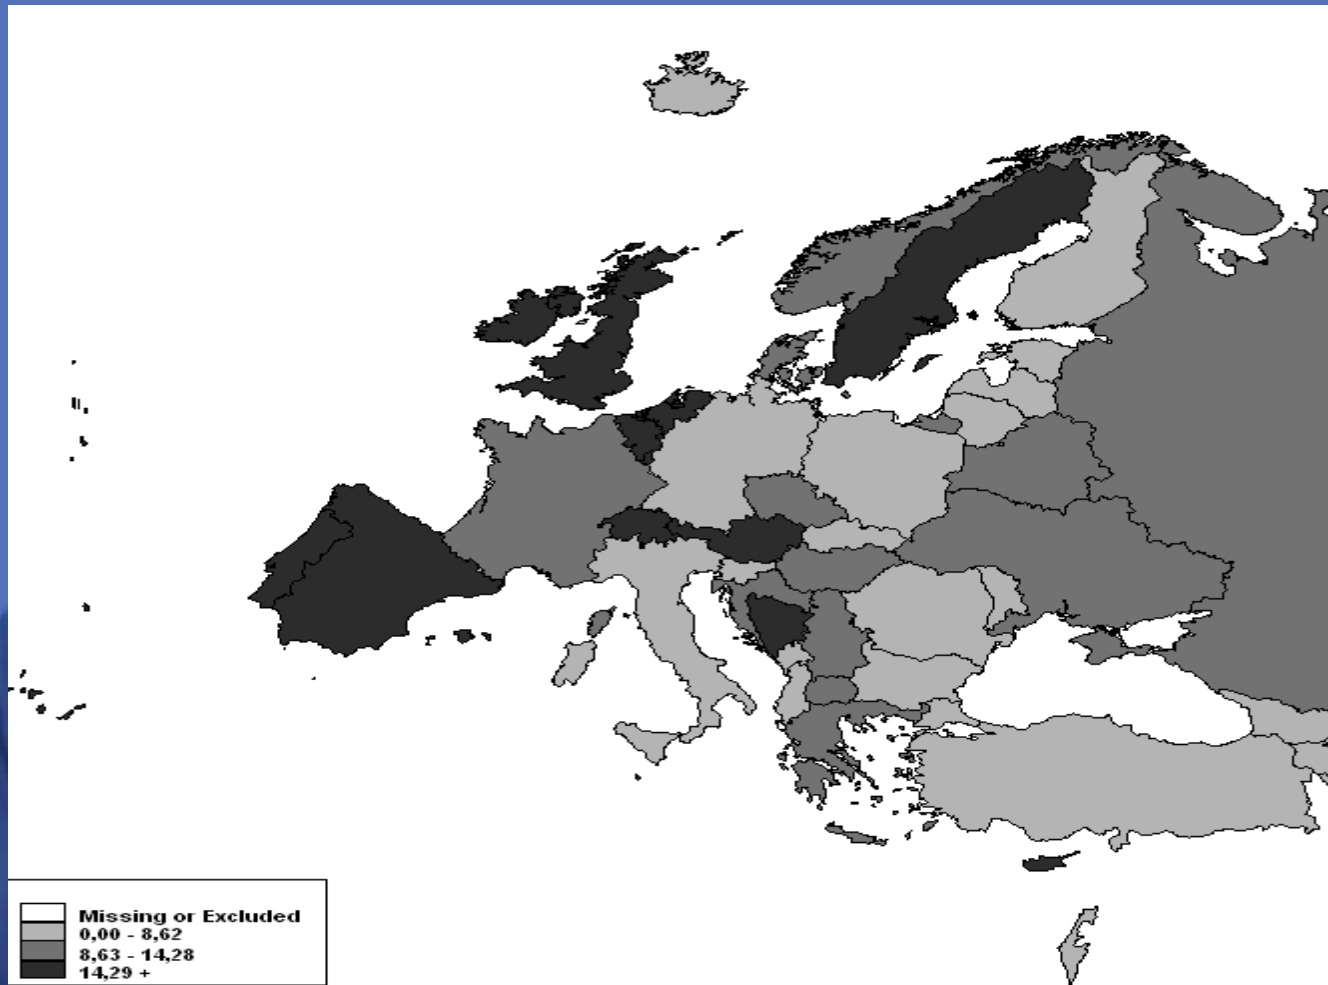 Missing or Excluded
0,00 - 8,62
8,63 - 14,28
14,29 +